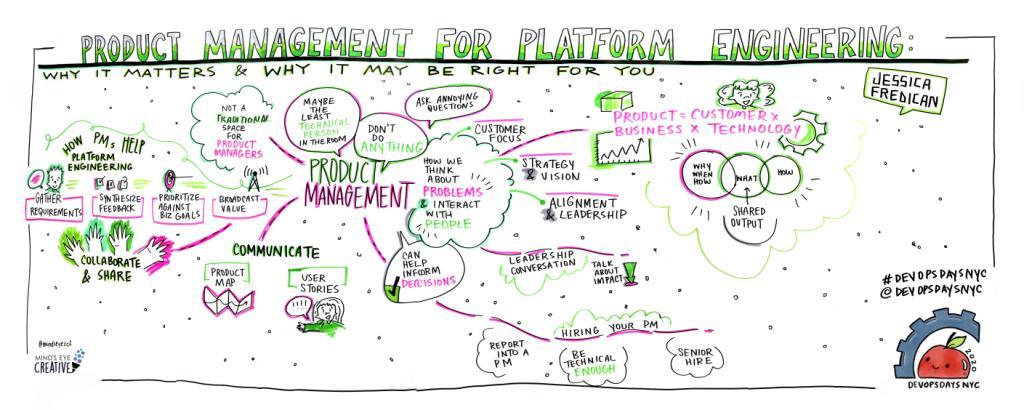 PRODUCT MANAGEMENT FOR PLATFORM ENGINEERING:
WHY IT MATTERS & WHY IT MAY BE RIGHT FOR YOU
JESSICA
FREDICAN
HOW PMs HELP
PLATFORM
ENGINEERING
GATHER
REQUIREMENTS
SYNTHESIZE
FEEDBACK
PRIORITIZE
AGAINST
BIZ GOALS
BROADCAST
VALUE
COLLABORATE
& SHARE
NOT A
TRADITIONAL
SPACE
FOR
PRODUCT
MANAGERS
MAYBE
THE
LEAST
TECHNICAL
PERSON
IN THE ROOM
DON'T
DO
ANYTHING
ASK ANNOYING
QUESTIONS
PRODUCT
MANAGEMENT
HOW WE
THINK
ABOUT
PROBLEMS
& INTERACT
WITH
PEOPLE
CUSTOMER
FOCUS
STRATEGY
& VISION
ALIGNMENT
& LEADERSHIP
PRODUCT = CUSTOMER x
BUSINESS x TECHNOLOGY
WHY
WHEN
HOW
WHAT
HOW
SHARED
OUTPUT
COMMUNICATE
PRODUCT
MAP
USER
STORIES
!!!
CAN
HELP
INFORM
DECISIONS
LEADERSHIP
CONVERSATION
TALK
ABOUT
IMPACT
HIRING YOUR PM
REPORT
INTO A
PM
BE
TECHNICAL
ENOUGH
SENIOR
HIRE
#DEVOPSDAYSNYC
@DEVOPSDAYSNYC
MIND'S EYE
CREATIVE
2020
DEVOPSDAYS NYC